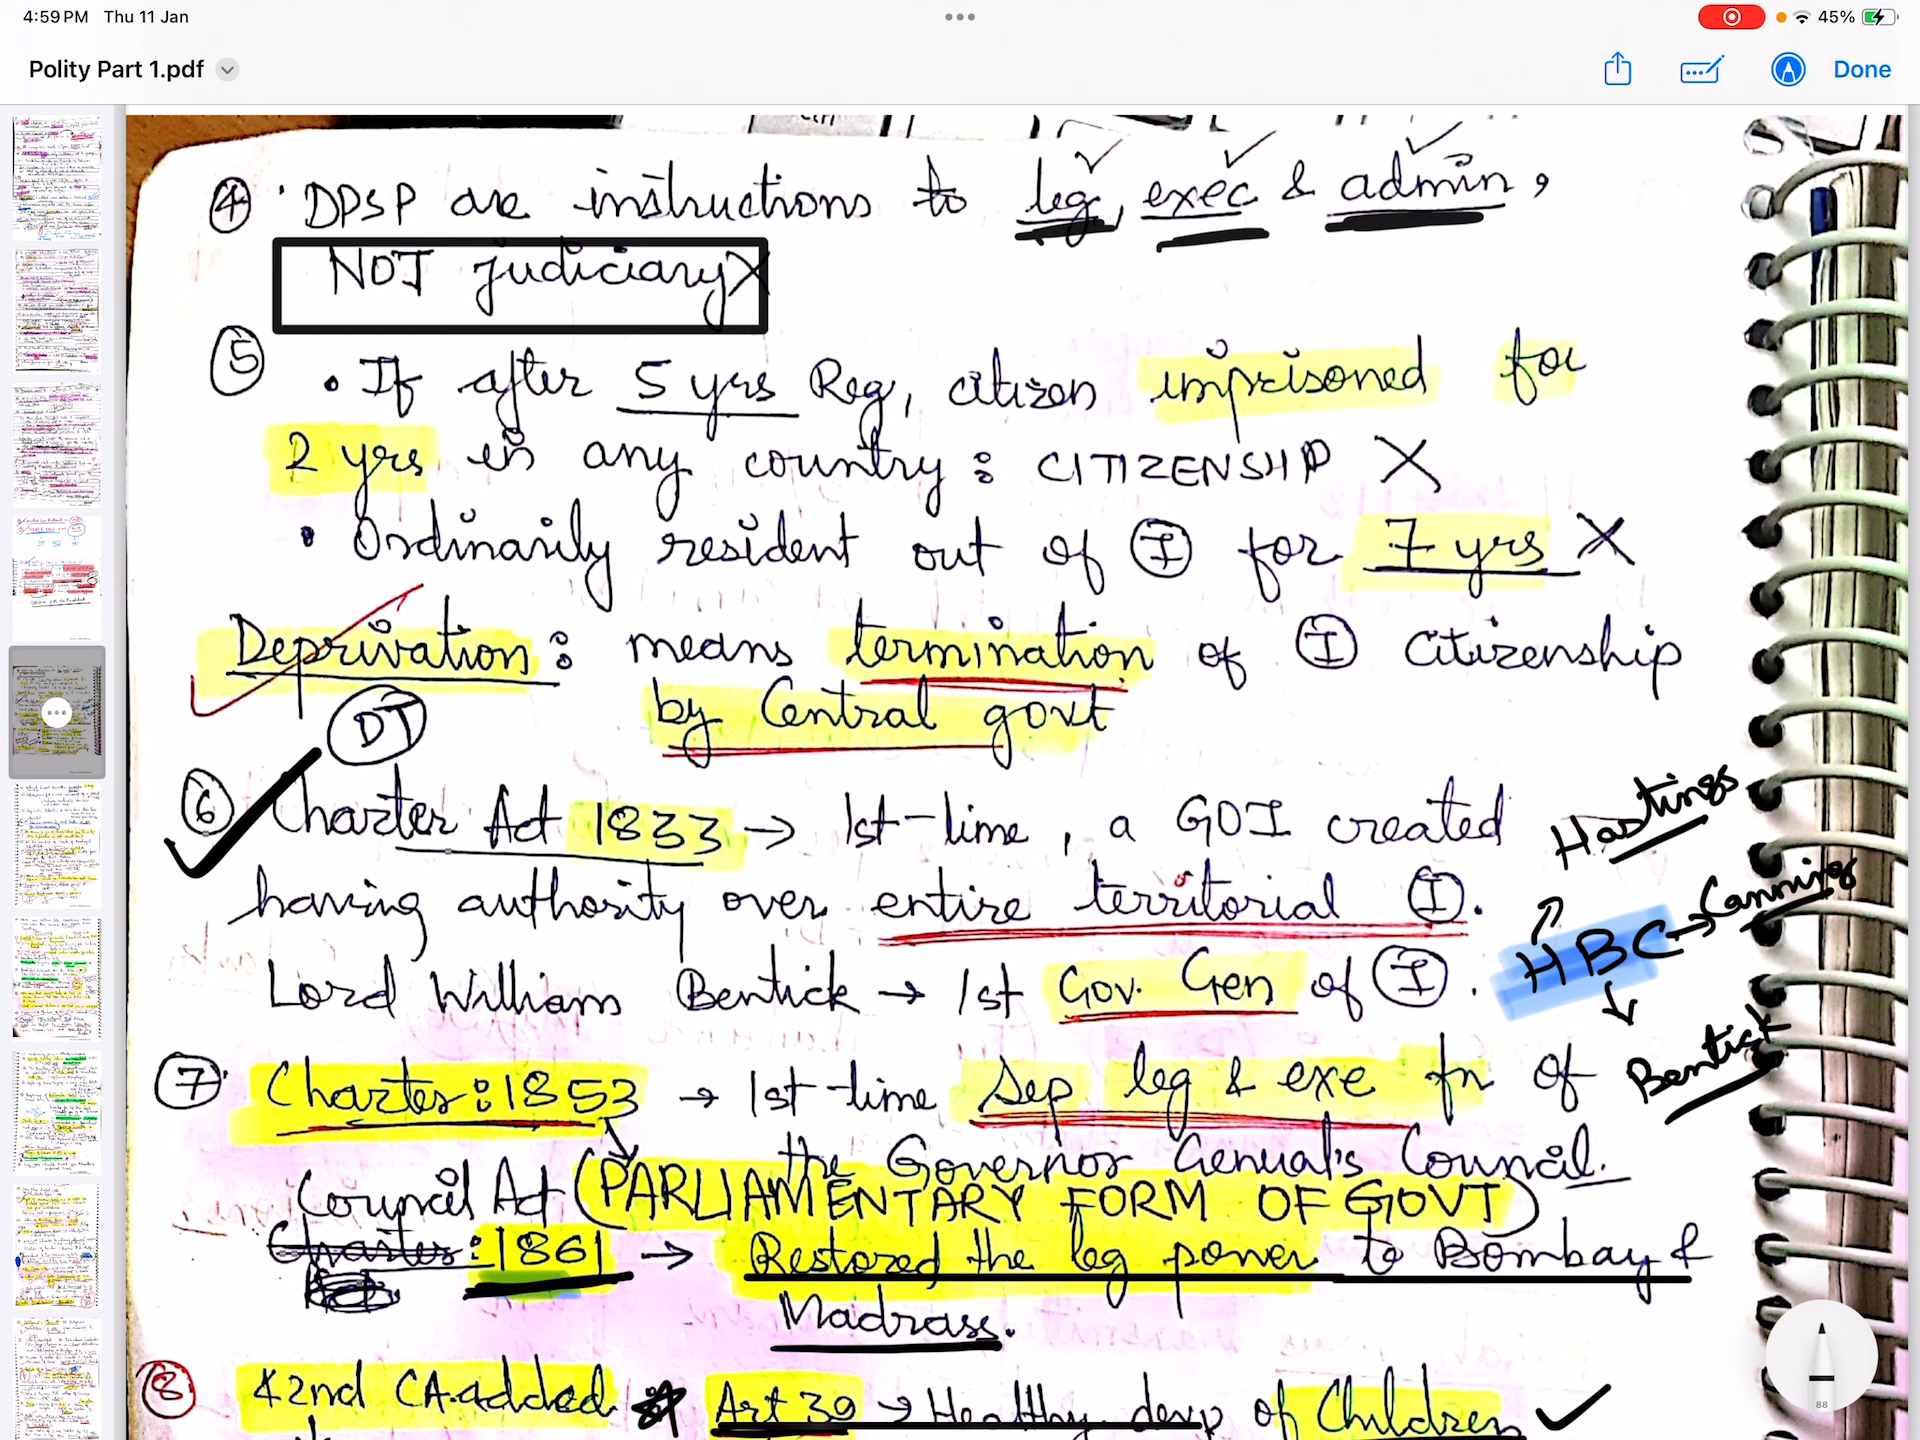 4:59 PM Thu 11 Jan
45%
Polity Part 1.pdf
Done
④ · DPSP are instructions to leg, exec & admin,
NOT judiciary X
⑤ • If after 5 yrs Reg, citizen imprisoned for
2 yrs in any country : CITIZENSHIP X
• Ordinarily resident out of Ⓘ for 7 yrs X
Deprivation : means termination of Ⓘ citizenship
DT by Central govt
⑥ Charter Act 1833 → 1st-time, a GOI created
Hastings
having authority over entire territorial Ⓘ.
HBC → Canning
Lord William Bentick → 1st Gov. Gen of Ⓘ.
Bentick
⑦ Charter : 1853 → 1st-time Sep leg & exe fn of
the Governor General's Council.
Council Act (PARLIAMENTARY FORM OF GOVT)
Charter : 1861 → Restored the leg power to Bombay &
Madrass.
⑧ 42nd CA added Art 39 → Healthy devp of Children ✓
88